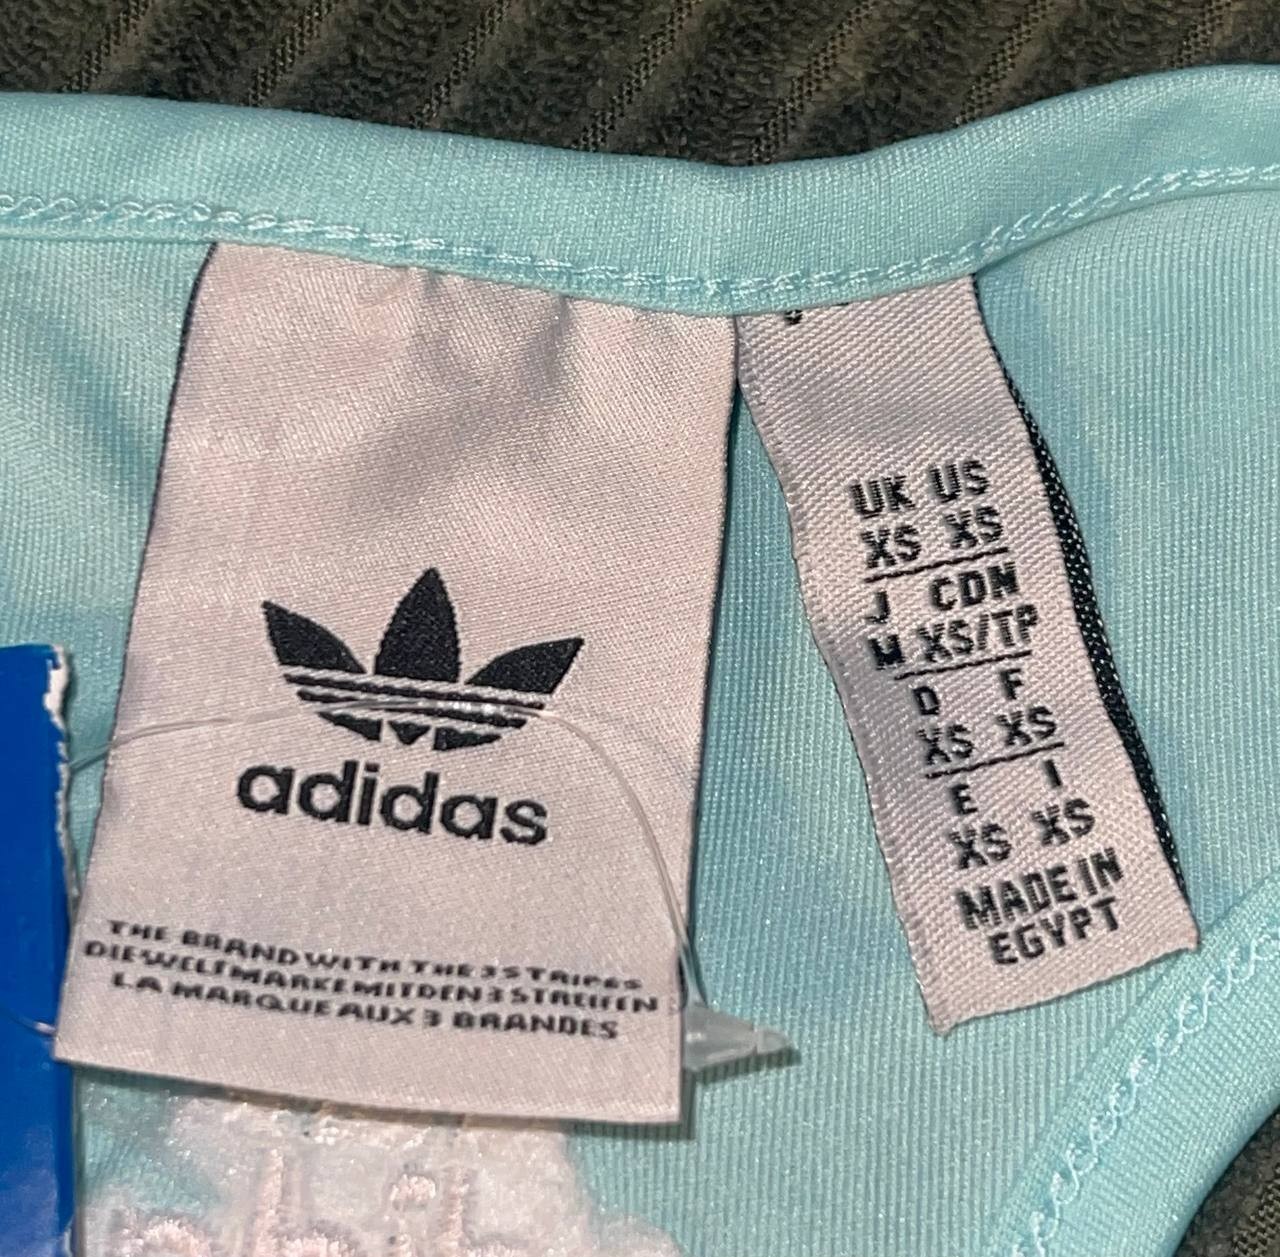 adidas
THE BRAND WITH THE 3 STRIPES
DIE WELTMARKE MIT DEN 3 STREIFEN
LA MARQUE AUX 3 BRANDES
UK US
XS XS
J CDN
M XS/TP
D F
XS XS
E I
XS XS
MADE IN
EGYPT